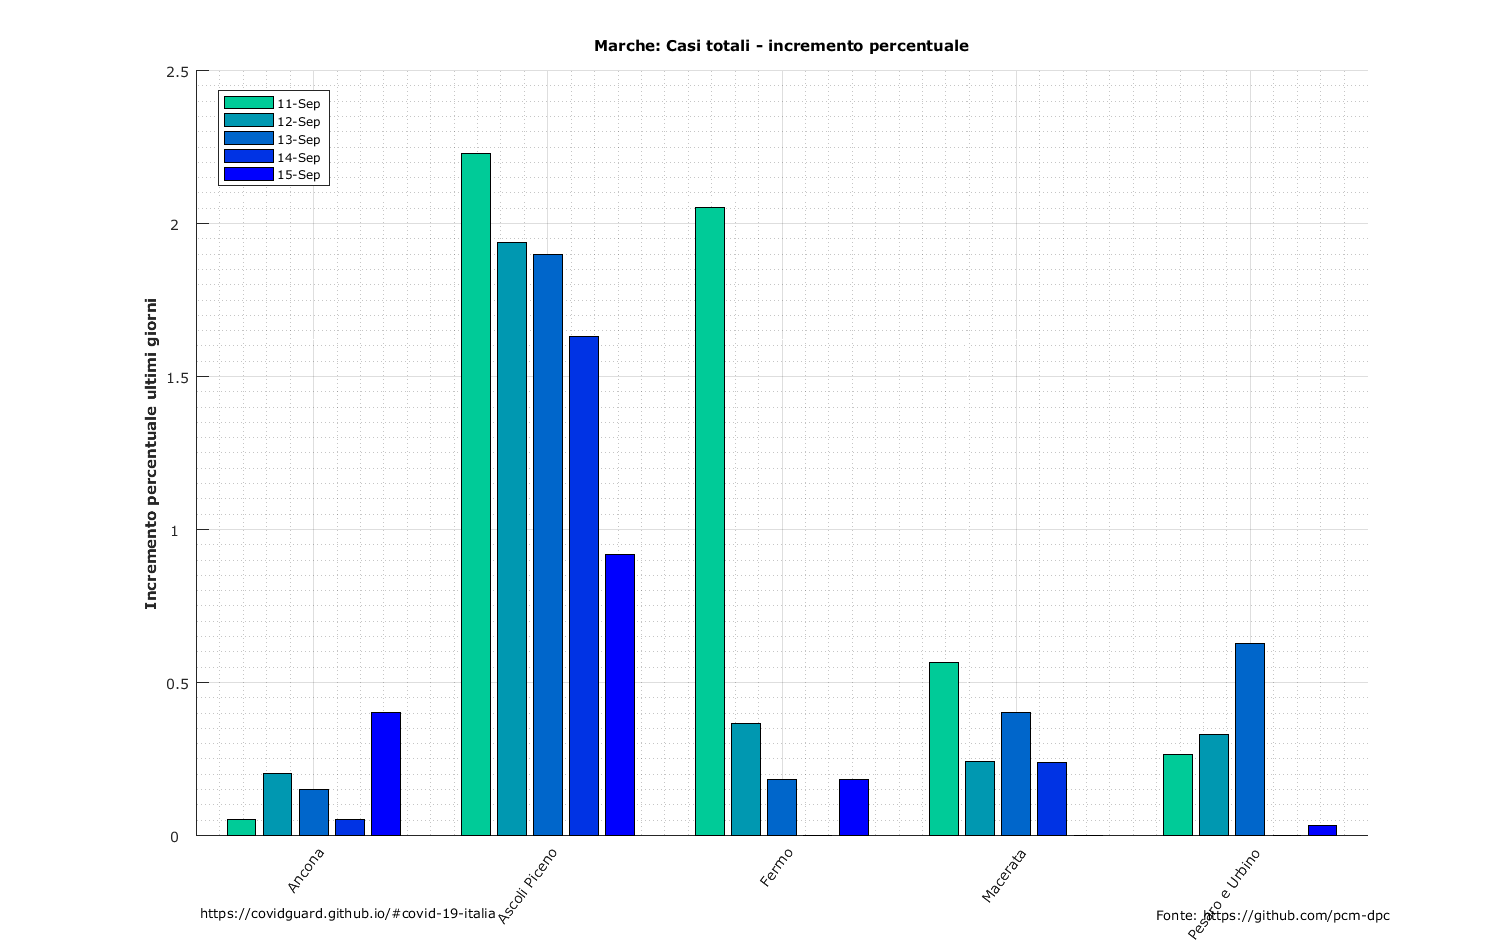 Marche: Casi totali - incremento percentuale
2.5
2
1.5
1
0.5
0
Incremento percentuale ultimi giorni
11-Sep
12-Sep
13-Sep
14-Sep
15-Sep
Ancona
Ascoli Piceno
Fermo
Macerata
Pesaro e Urbino
https://covidguard.github.io/#covid-19-italia
Fonte: https://github.com/pcm-dpc